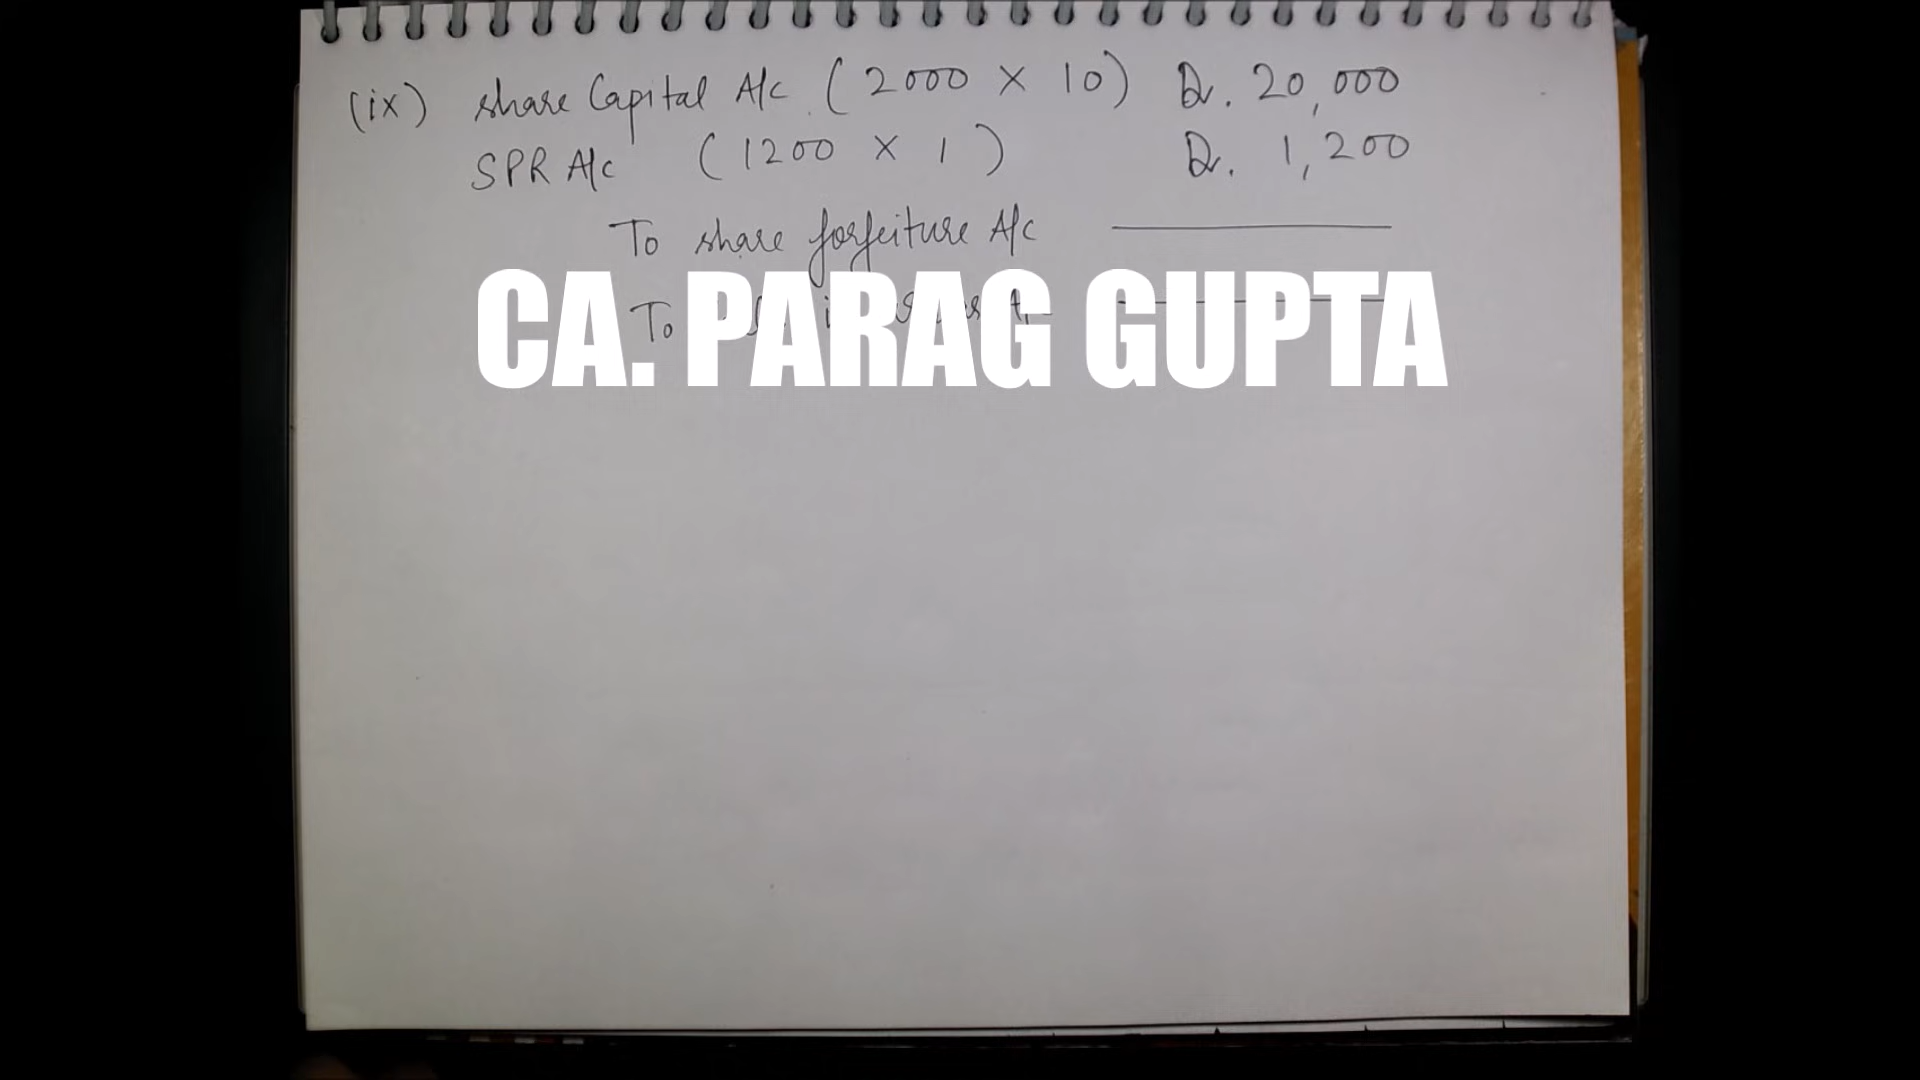 (ix) share Capital A/c (2000 X 10) Dr. 20,000
SPR A/c (1200 X 1) Dr. 1,200
To share forfeiture A/c
To
CA. PARAG GUPTA